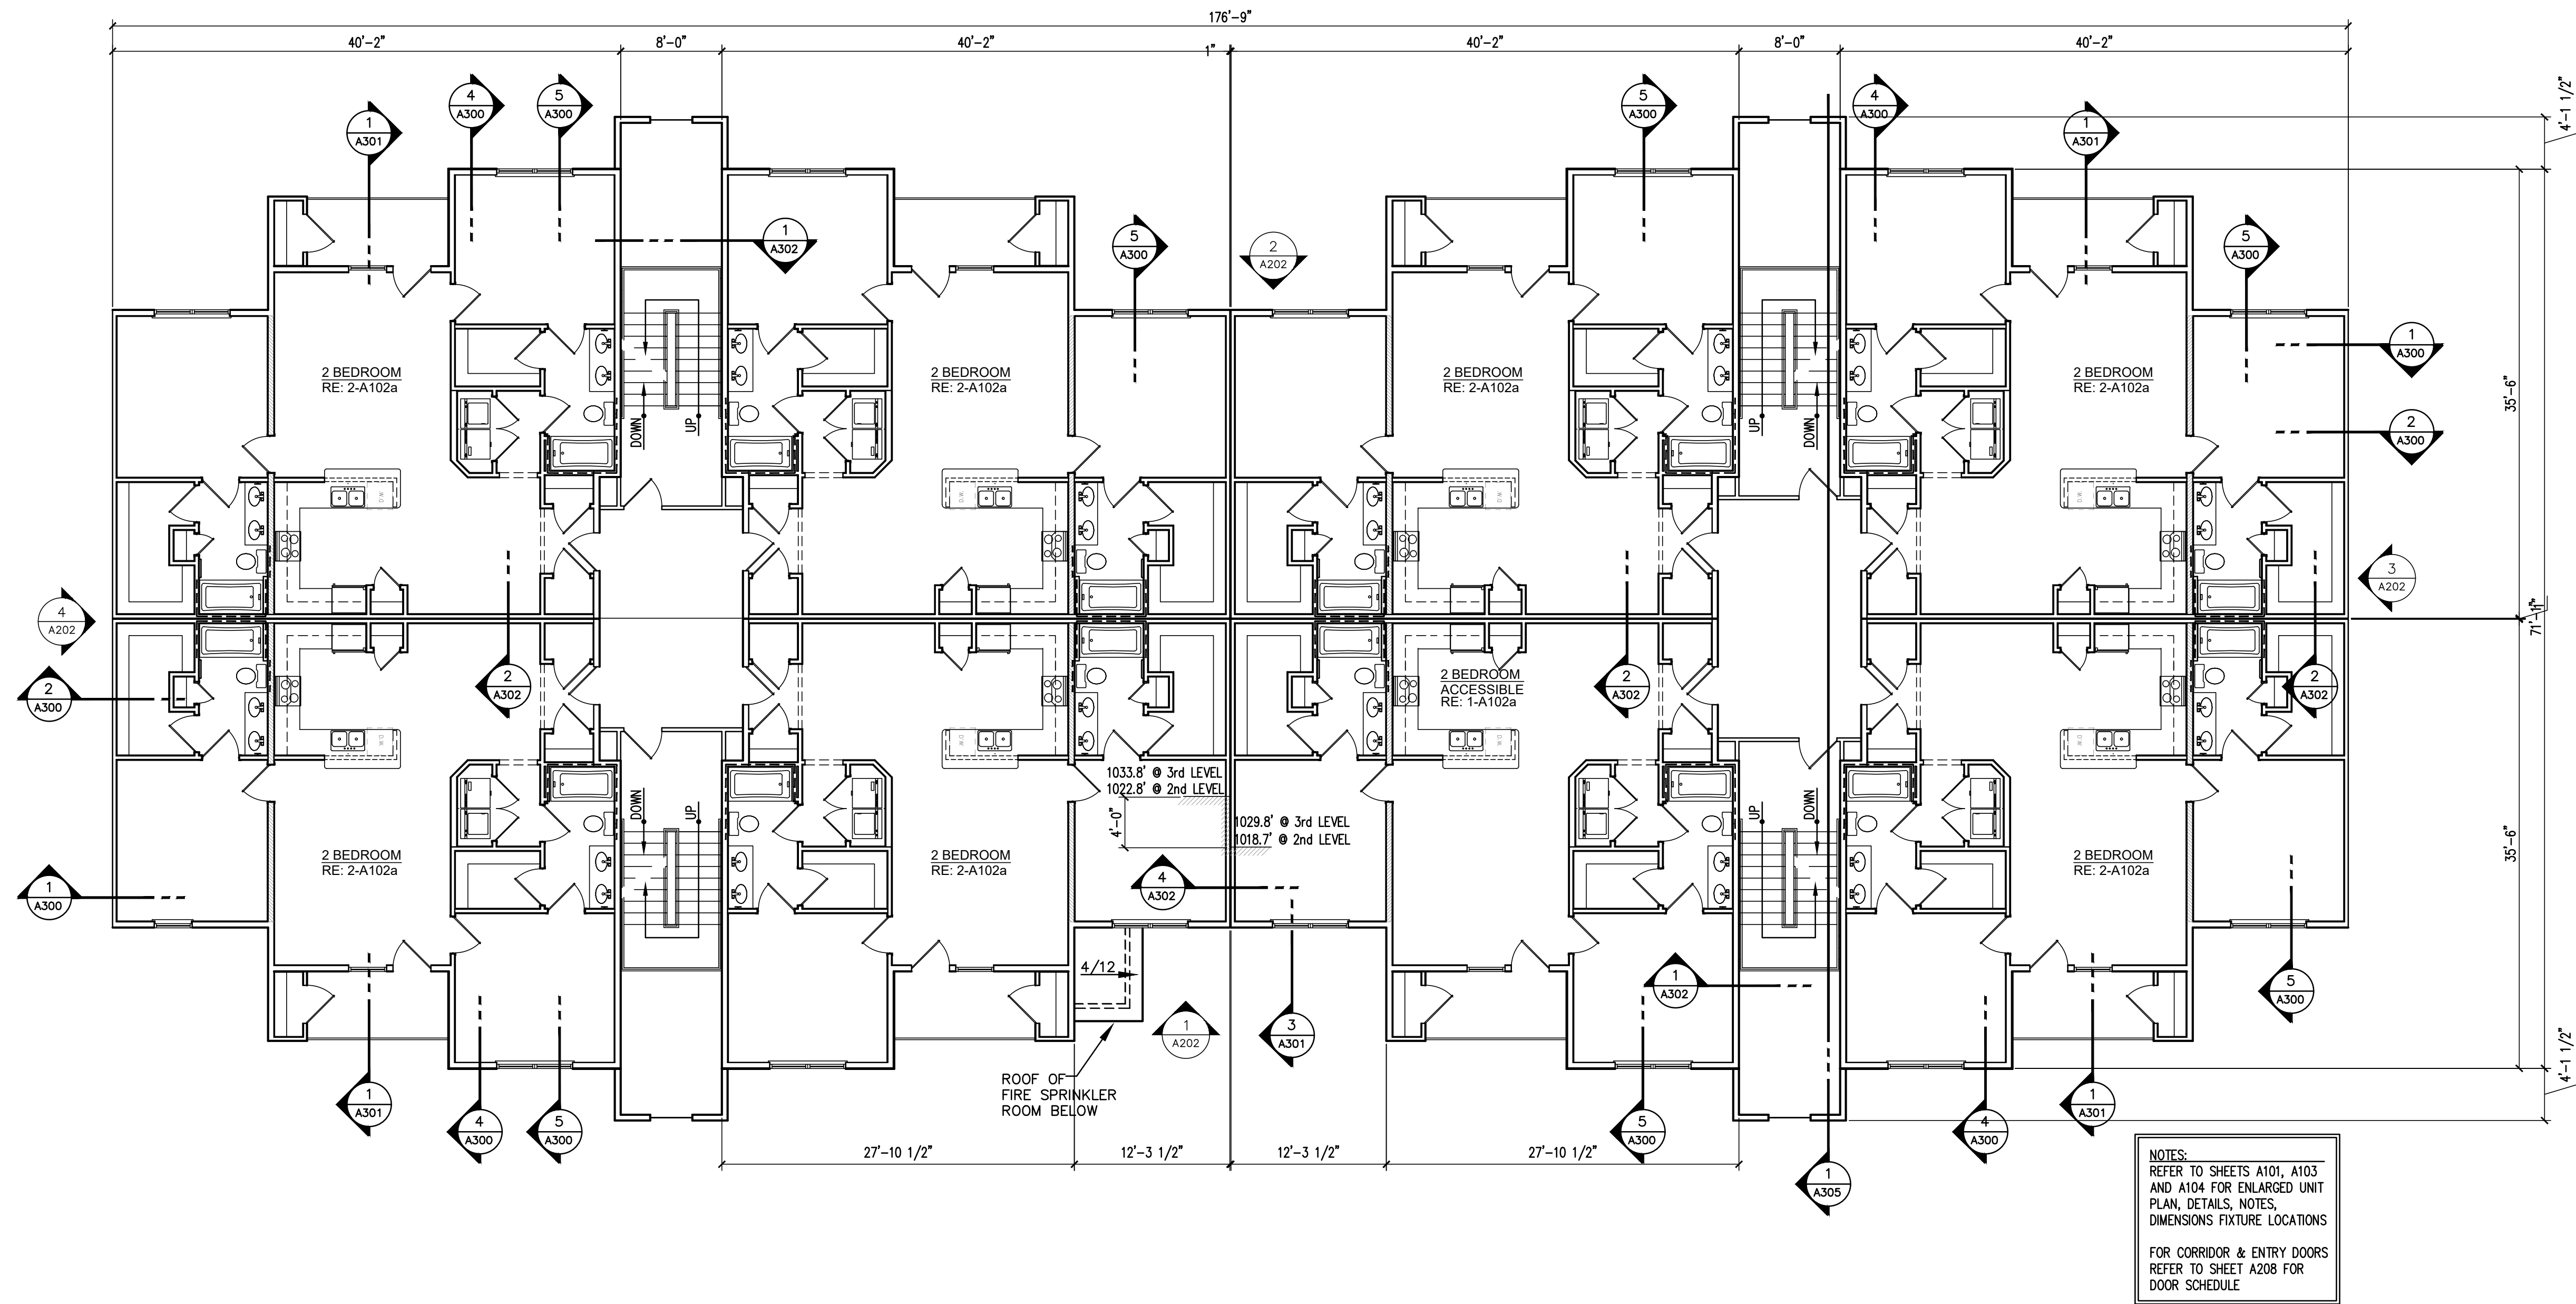 176'-9"
40'-2"
8'-0"
40'-2"
1"
40'-2"
8'-0"
40'-2"
4'-1 1/2"
4
A300
5
A300
5
A300
4
A300
1
A301
1
A301
1
A302
5
A300
2
A202
5
A300
1
A300
2
A300
35'-6"
2 BEDROOM
RE: 2-A102a
2 BEDROOM
RE: 2-A102a
2 BEDROOM
RE: 2-A102a
2 BEDROOM
RE: 2-A102a
DOWN
UP
UP
DOWN
D.W.
D.W.
D.W.
D.W.
4
A202
3
A202
71'-1"
2
A300
2
A302
2 BEDROOM
ACCESSIBLE
RE: 1-A102a
2
A302
2
A302
D.W.
D.W.
D.W.
D.W.
1033.8' @ 3rd LEVEL
1022.8' @ 2nd LEVEL
4'-0"
1029.8' @ 3rd LEVEL
1018.7' @ 2nd LEVEL
DOWN
UP
UP
DOWN
2 BEDROOM
RE: 2-A102a
2 BEDROOM
RE: 2-A102a
2 BEDROOM
RE: 2-A102a
35'-6"
1
A300
4
A302
4/12
1
A302
5
A300
1
A202
3
A301
ROOF OF
FIRE SPRINKLER
ROOM BELOW
1
A301
4
A300
5
A300
5
A300
4
A300
1
A301
4'-1 1/2"
27'-10 1/2"
12'-3 1/2"
12'-3 1/2"
27'-10 1/2"
1
A305
NOTES:
REFER TO SHEETS A101, A103
AND A104 FOR ENLARGED UNIT
PLAN, DETAILS, NOTES,
DIMENSIONS FIXTURE LOCATIONS
FOR CORRIDOR & ENTRY DOORS
REFER TO SHEET A208 FOR
DOOR SCHEDULE